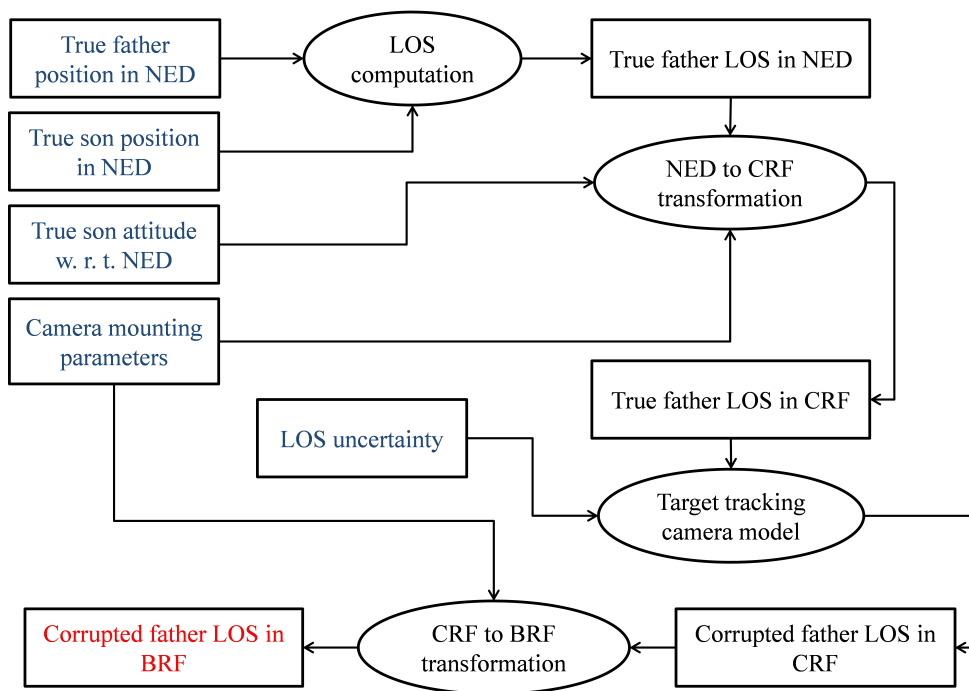 True father
position in NED
LOS
computation
True father LOS in NED
True son position
in NED
NED to CRF
transformation
True son attitude
w. r. t. NED
Camera mounting
parameters
True father LOS in CRF
LOS uncertainty
Target tracking
camera model
Corrupted father LOS in
BRF
CRF to BRF
transformation
Corrupted father LOS in
CRF